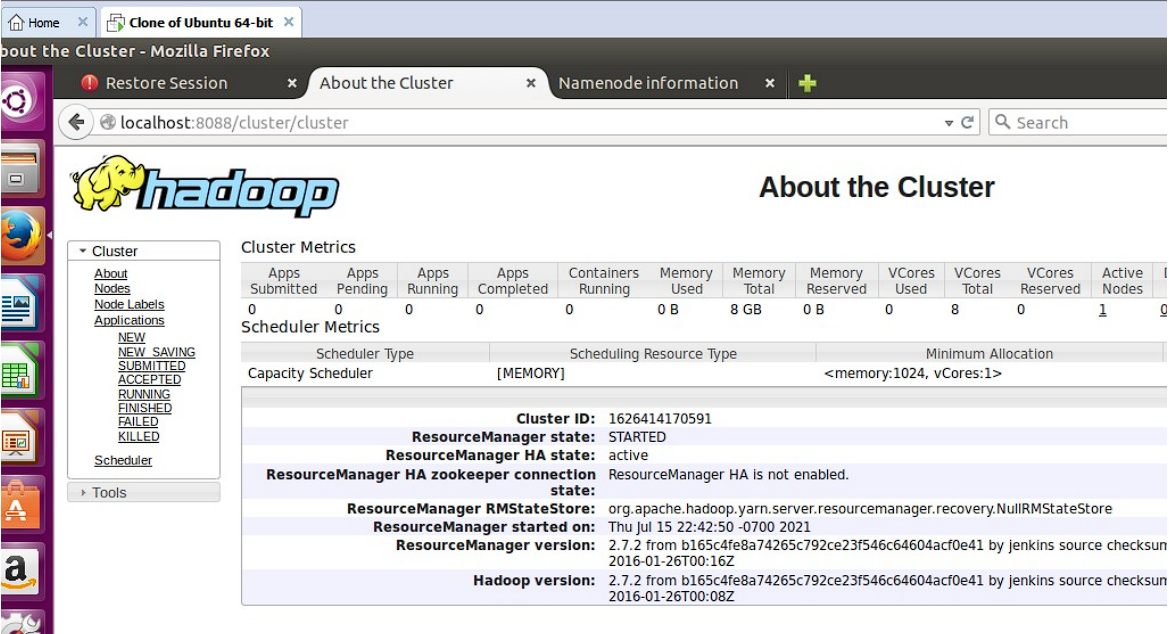 Home
Clone of Ubuntu 64-bit
bout the Cluster - Mozilla Firefox
Restore Session
About the Cluster
Namenode information
localhost:8088/cluster/cluster
Search
hadoop
About the Cluster
Cluster
About
Nodes
Node Labels
Applications
NEW
NEW_SAVING
SUBMITTED
ACCEPTED
RUNNING
FINISHED
FAILED
KILLED
Scheduler
Tools
Cluster Metrics
Apps Submitted Apps Pending Apps Running Apps Completed Containers Running Memory Used Memory Total Memory Reserved VCores Used VCores Total VCores Reserved Active Nodes
0 0 0 0 0 0 B 8 GB 0 B 0 8 0 1 0
Scheduler Metrics
Scheduler Type Scheduling Resource Type Minimum Allocation
Capacity Scheduler [MEMORY] <memory:1024, vCores:1>
Cluster ID: 1626414170591
ResourceManager state: STARTED
ResourceManager HA state: active
ResourceManager HA zookeeper connection state: ResourceManager HA is not enabled.
ResourceManager RMStateStore: org.apache.hadoop.yarn.server.resourcemanager.recovery.NullRMStateStore
ResourceManager started on: Thu Jul 15 22:42:50 -0700 2021
ResourceManager version: 2.7.2 from b165c4fe8a74265c792ce23f546c64604acf0e41 by jenkins source checksum
2016-01-26T00:16Z
Hadoop version: 2.7.2 from b165c4fe8a74265c792ce23f546c64604acf0e41 by jenkins source checksum
2016-01-26T00:08Z